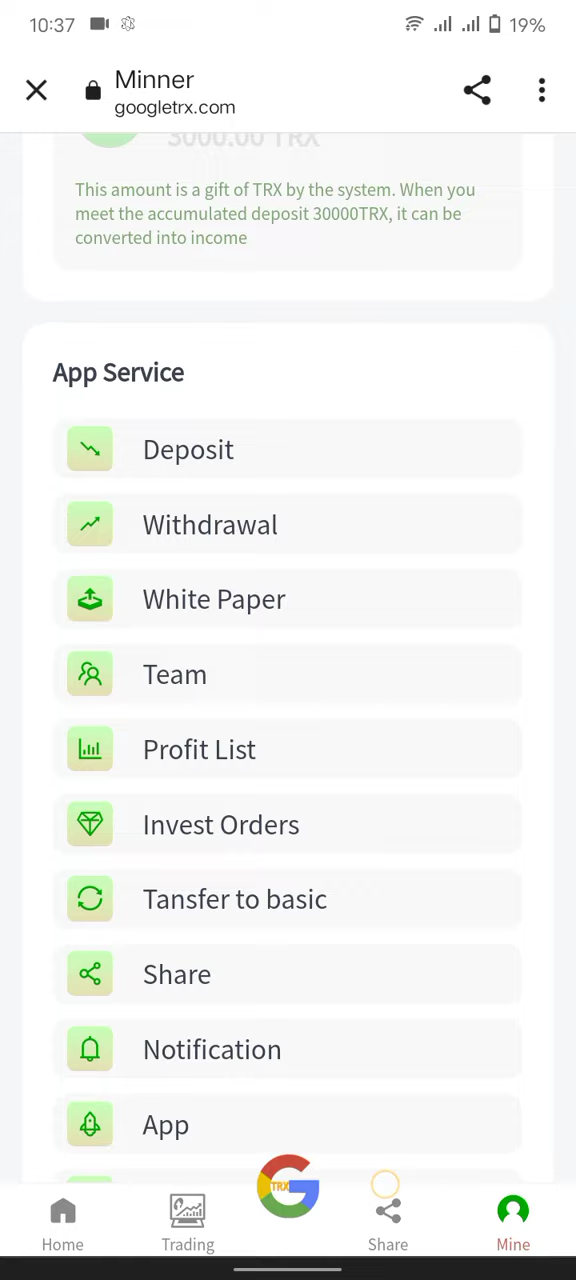 10:37 19%
Minner
googletrx.com
3000.00 TRX
This amount is a gift of TRX by the system. When you
meet the accumulated deposit 30000TRX, it can be
converted into income
App Service
Deposit
Withdrawal
White Paper
Team
Profit List
Invest Orders
Tansfer to basic
Share
Notification
App
TRX
Home Trading Share Mine